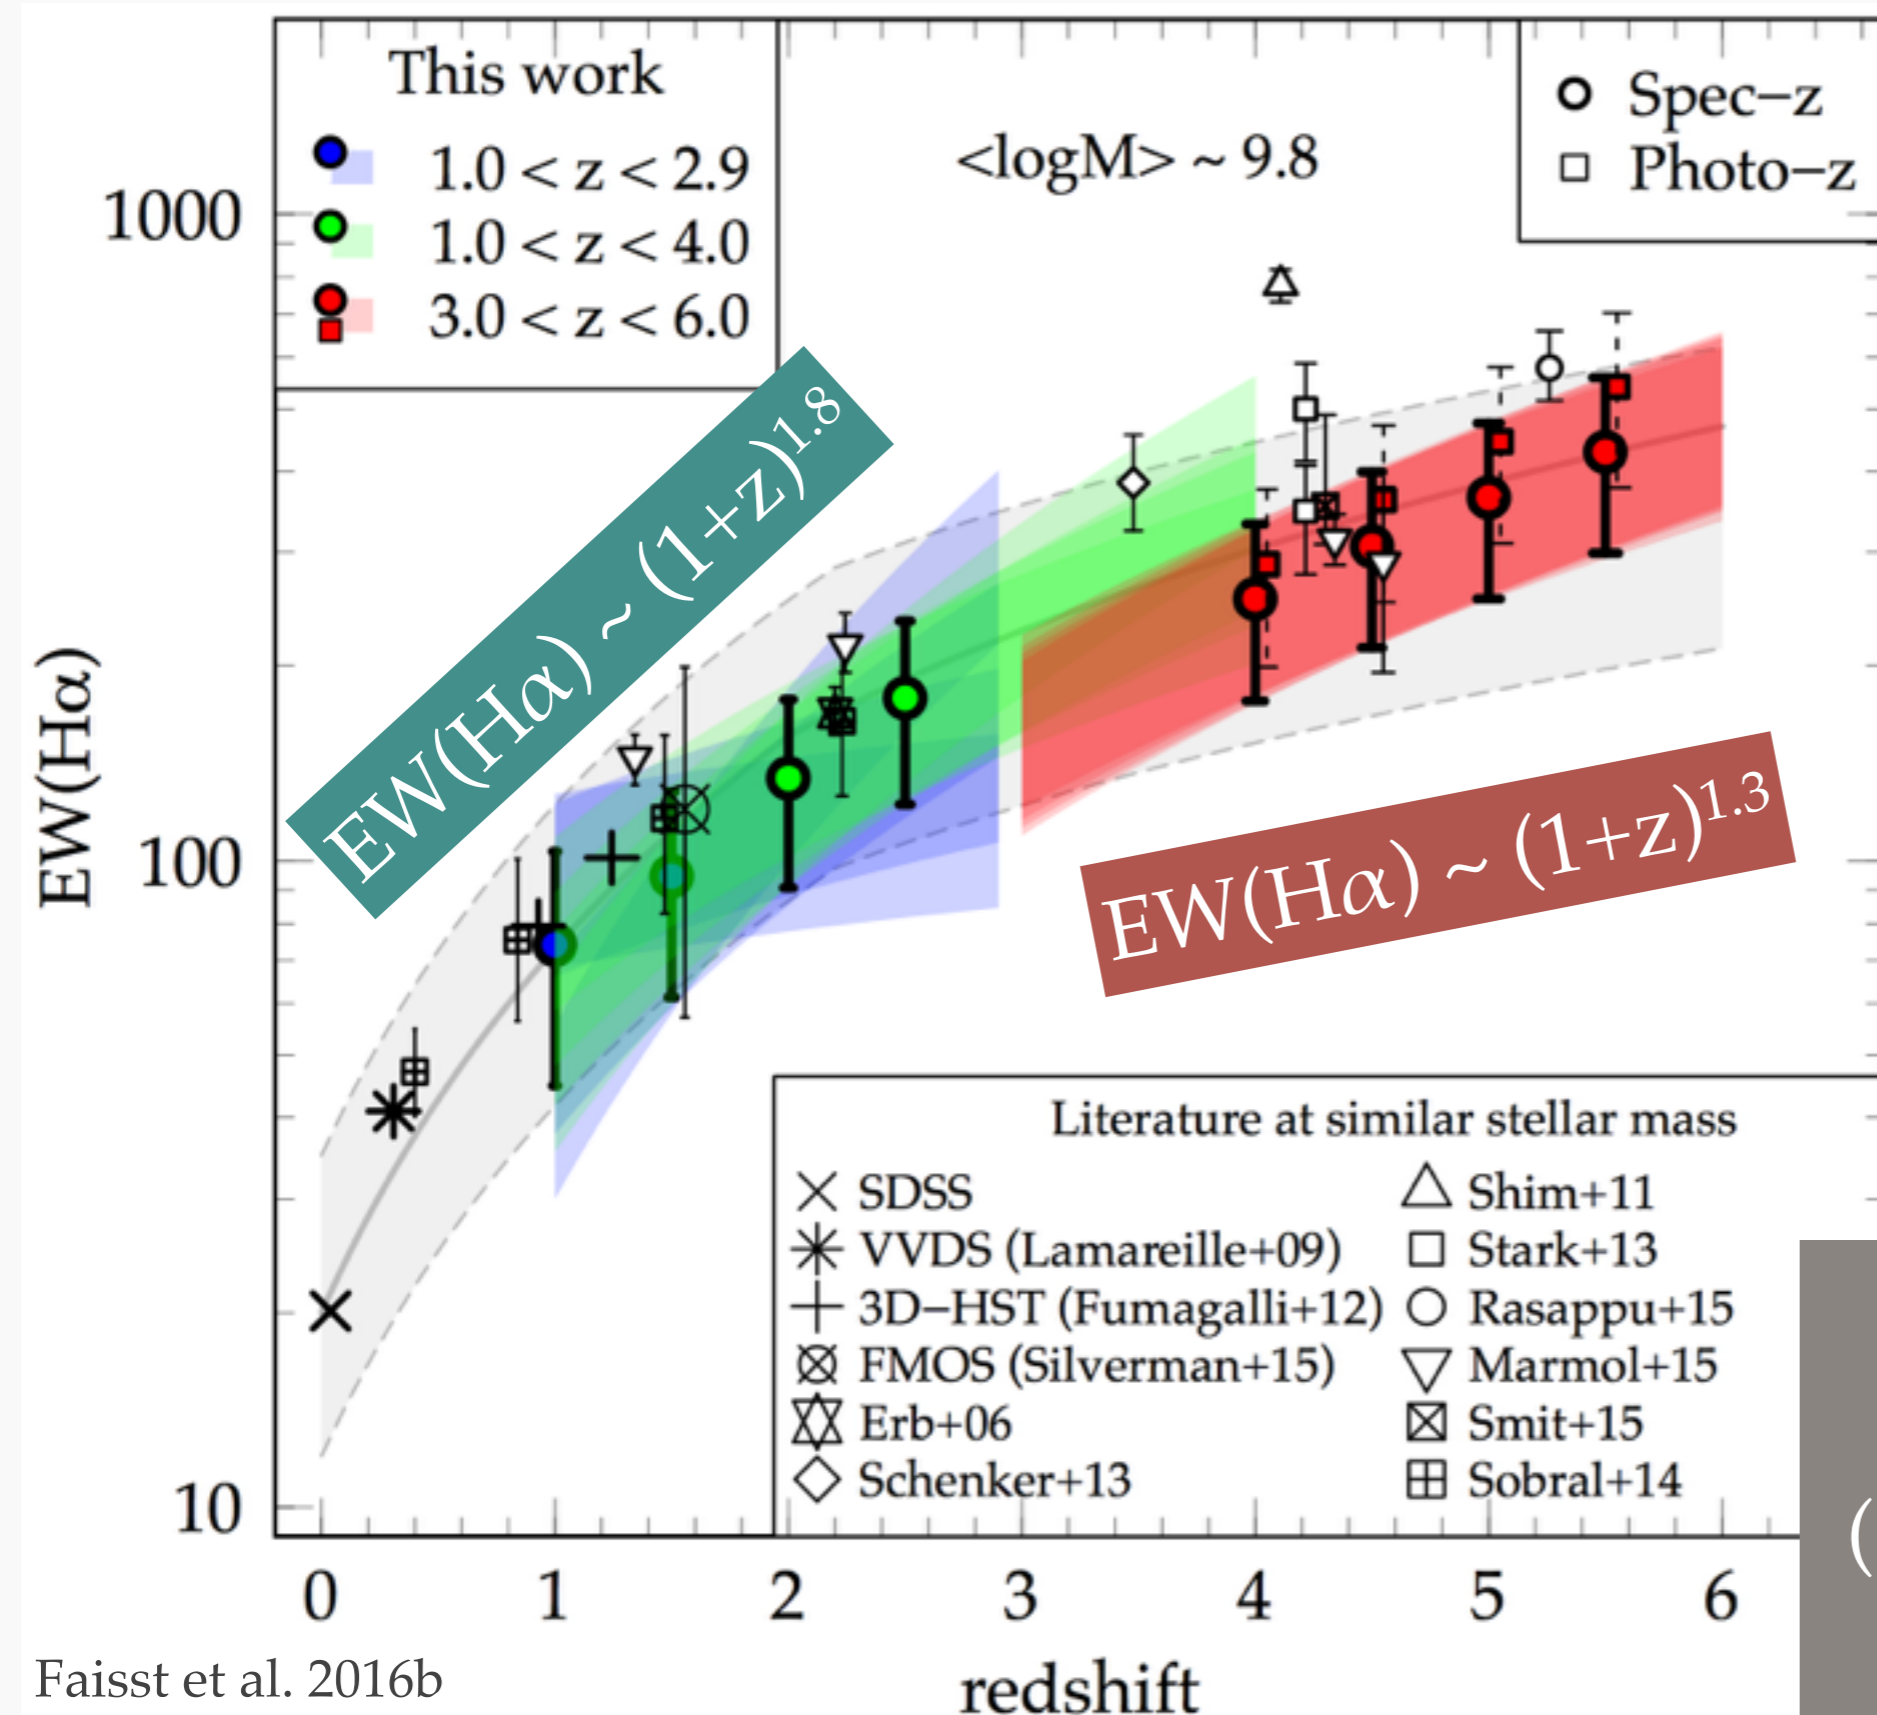 This work
1.0 < z < 2.9
1.0 < z < 4.0
3.0 < z < 6.0
<logM> ~ 9.8
Spec−z
Photo−z
EW(Hα) ~ (1+z)^1.8
EW(Hα) ~ (1+z)^1.3
EW(Hα)
1000
100
10
Literature at similar stellar mass
SDSS
VVDS (Lamareille+09)
3D−HST (Fumagalli+12)
FMOS (Silverman+15)
Erb+06
Schenker+13
Shim+11
Stark+13
Rasappu+15
Marmol+15
Smit+15
Sobral+14
(
0 1 2 3 4 5 6
redshift
Faisst et al. 2016b